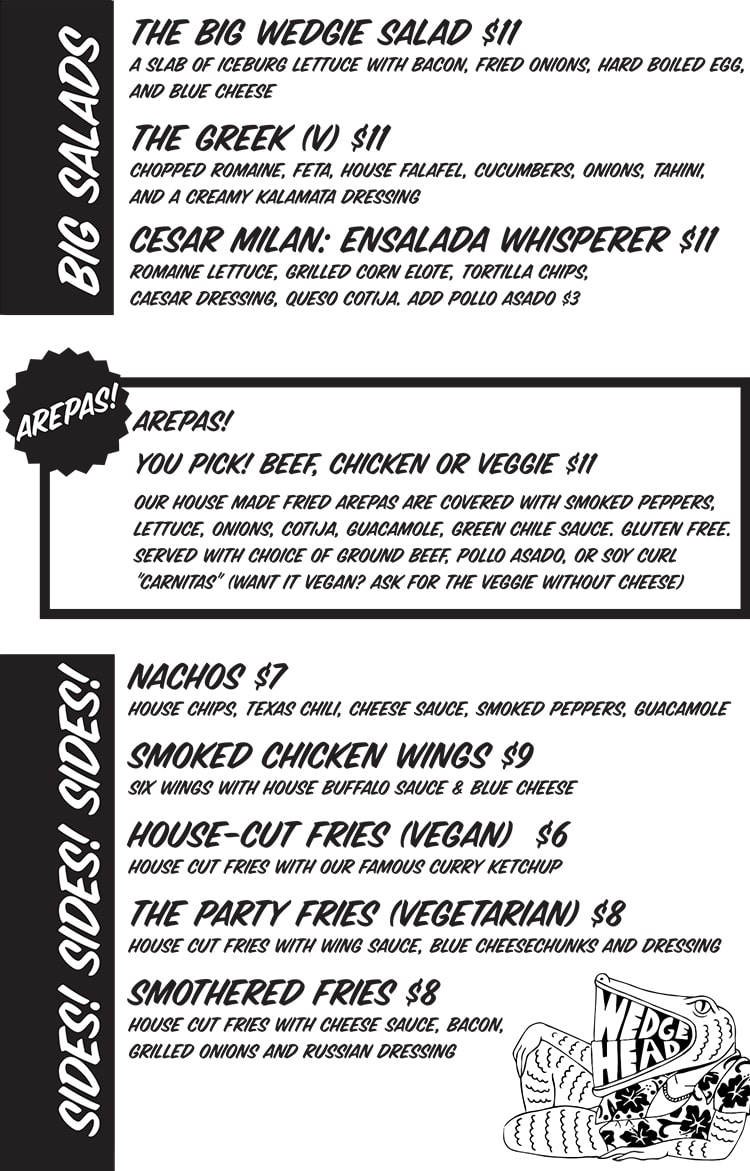 BIG SALADS
THE BIG WEDGIE SALAD $11
A SLAB OF ICEBURG LETTUCE WITH BACON, FRIED ONIONS, HARD BOILED EGG,
AND BLUE CHEESE
THE GREEK (V) $11
CHOPPED ROMAINE, FETA, HOUSE FALAFEL, CUCUMBERS, ONIONS, TAHINI,
AND A CREAMY KALAMATA DRESSING
CESAR MILAN: ENSALADA WHISPERER $11
ROMAINE LETTUCE, GRILLED CORN ELOTE, TORTILLA CHIPS,
CAESAR DRESSING, QUESO COTIJA. ADD POLLO ASADO $3
AREPAS!
AREPAS!
YOU PICK! BEEF, CHICKEN OR VEGGIE $11
OUR HOUSE MADE FRIED AREPAS ARE COVERED WITH SMOKED PEPPERS,
LETTUCE, ONIONS, COTIJA, GUACAMOLE, GREEN CHILE SAUCE. GLUTEN FREE.
SERVED WITH CHOICE OF GROUND BEEF, POLLO ASADO, OR SOY CURL
"CARNITAS" (WANT IT VEGAN? ASK FOR THE VEGGIE WITHOUT CHEESE)
SIDES! SIDES! SIDES!
NACHOS $7
HOUSE CHIPS, TEXAS CHILI, CHEESE SAUCE, SMOKED PEPPERS, GUACAMOLE
SMOKED CHICKEN WINGS $9
SIX WINGS WITH HOUSE BUFFALO SAUCE & BLUE CHEESE
HOUSE-CUT FRIES (VEGAN) $6
HOUSE CUT FRIES WITH OUR FAMOUS CURRY KETCHUP
THE PARTY FRIES (VEGETARIAN) $8
HOUSE CUT FRIES WITH WING SAUCE, BLUE CHEESECHUNKS AND DRESSING
SMOTHERED FRIES $8
HOUSE CUT FRIES WITH CHEESE SAUCE, BACON,
GRILLED ONIONS AND RUSSIAN DRESSING
WEDGE
HEAD